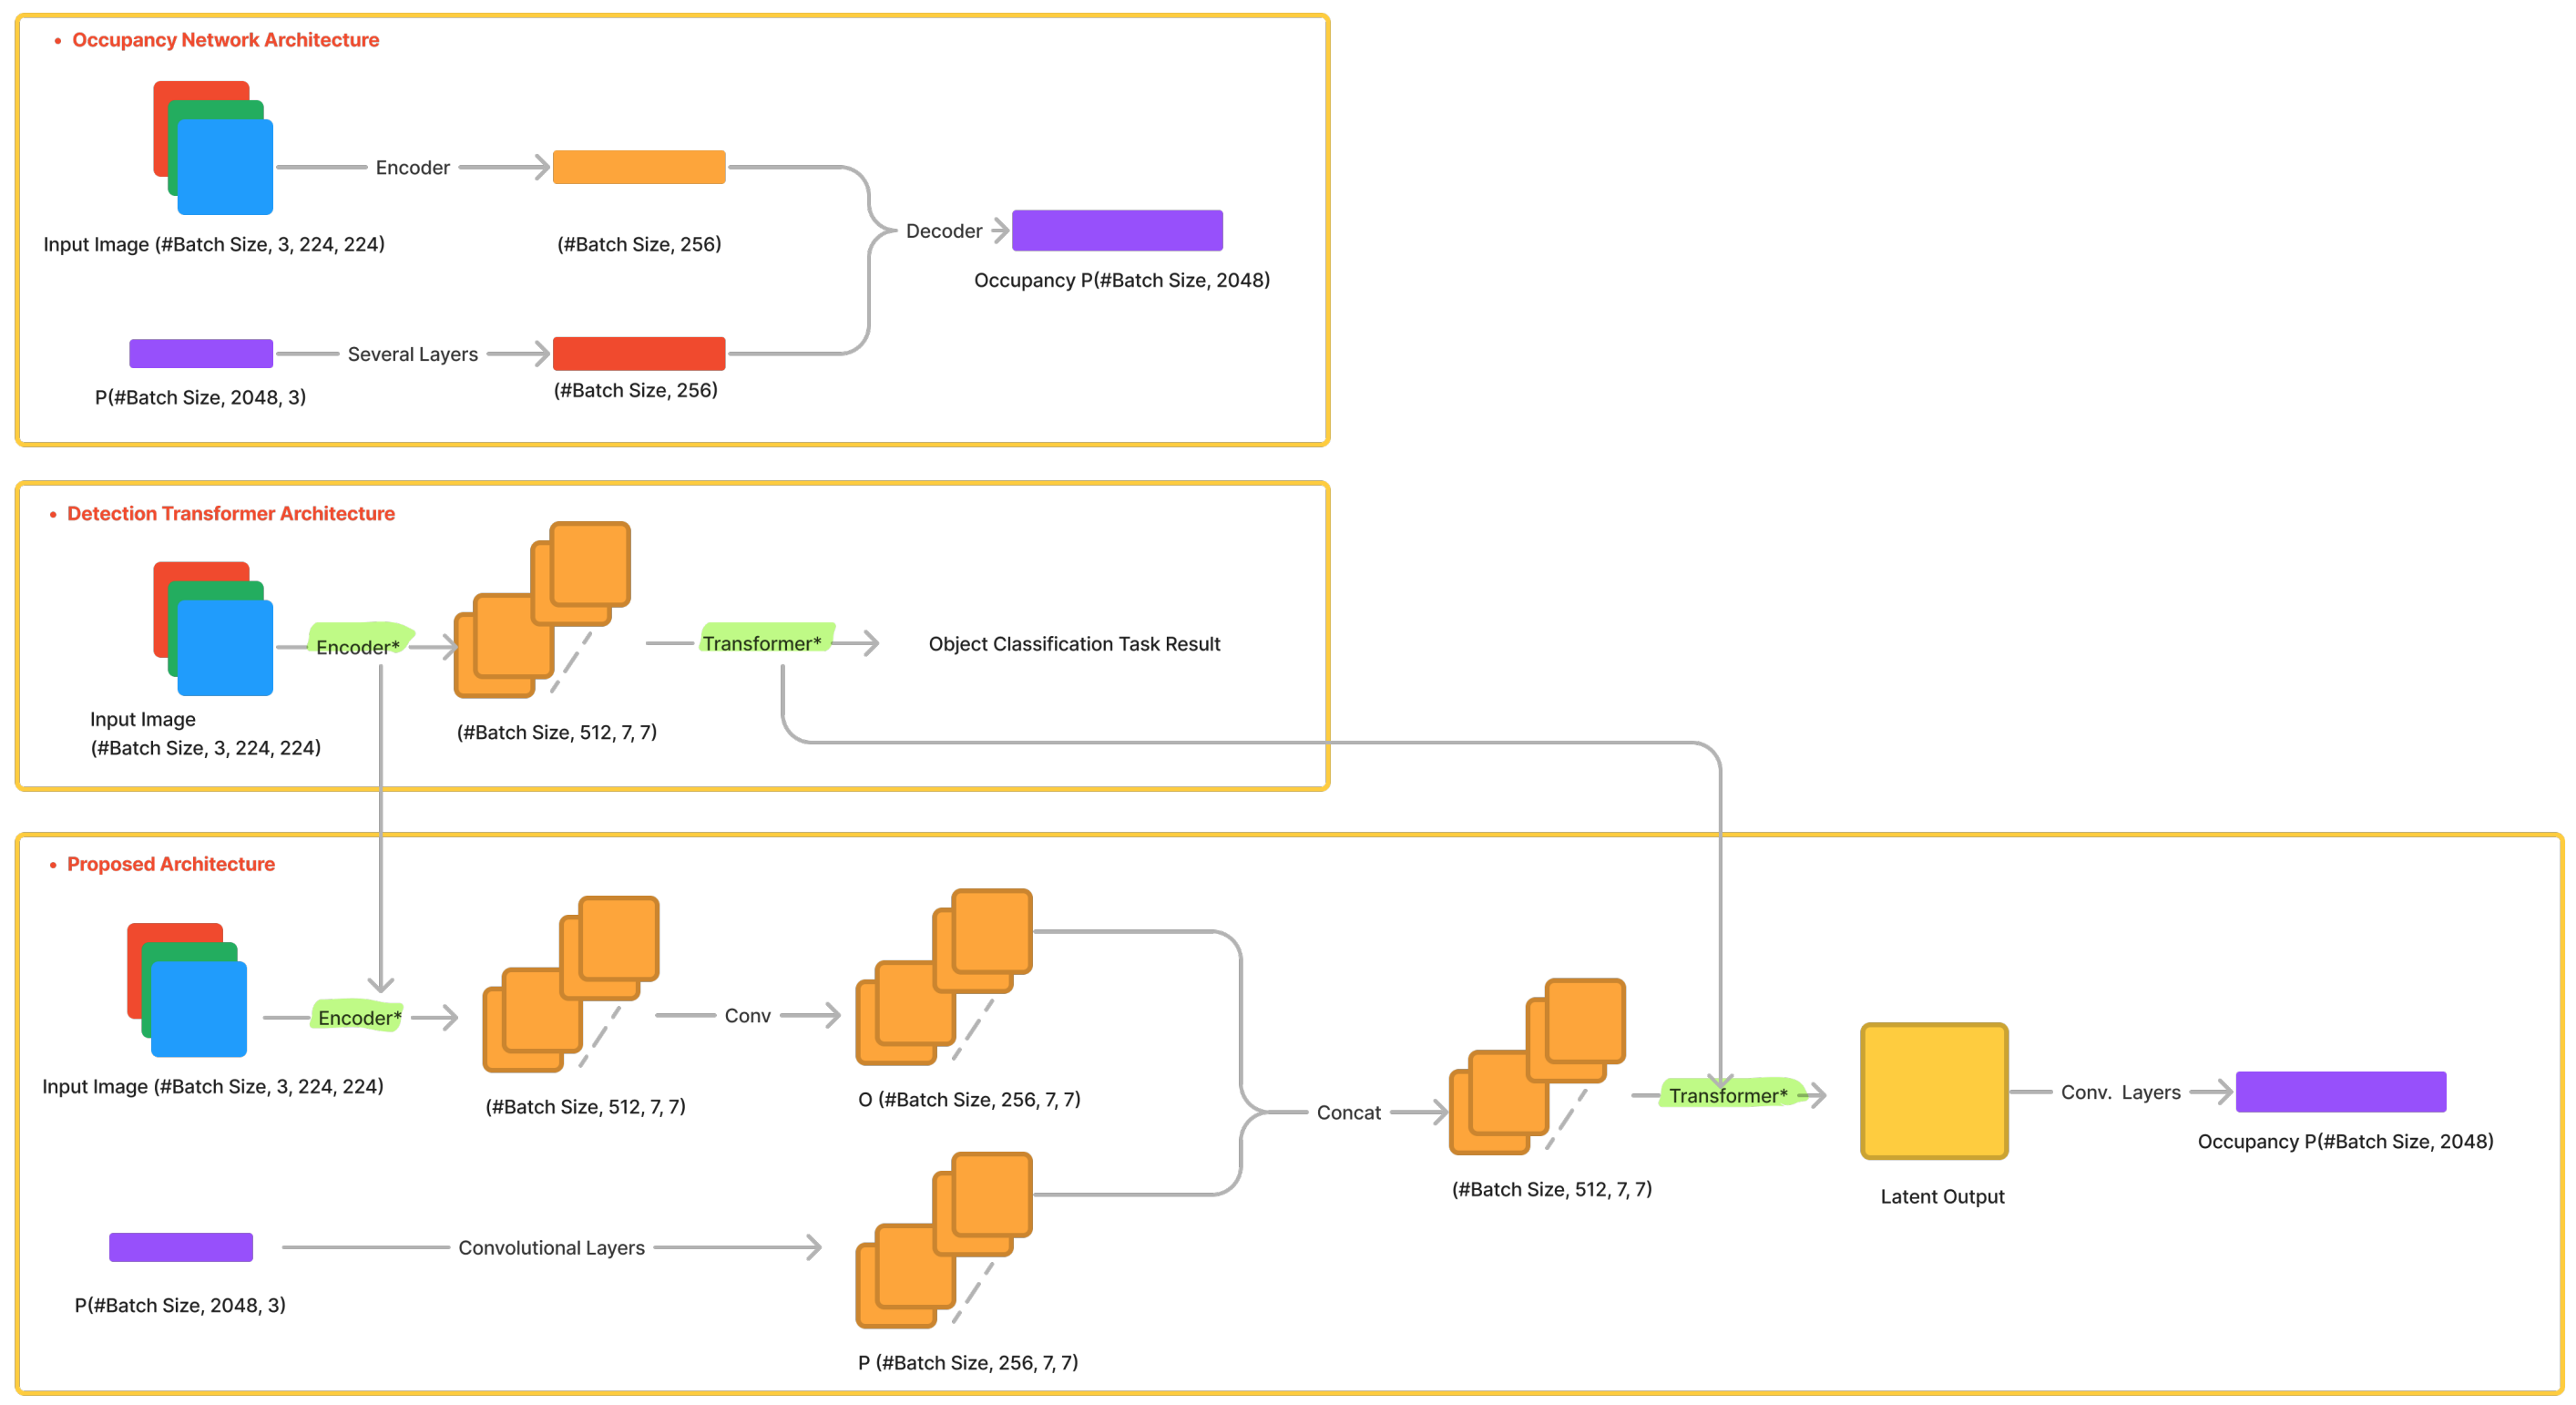 • Occupancy Network Architecture
Encoder
Input Image (#Batch Size, 3, 224, 224)
(#Batch Size, 256)
Decoder
Occupancy P(#Batch Size, 2048)
Several Layers
P(#Batch Size, 2048, 3)
(#Batch Size, 256)
• Detection Transformer Architecture
Encoder*
Transformer*
Object Classification Task Result
Input Image
(#Batch Size, 3, 224, 224)
(#Batch Size, 512, 7, 7)
• Proposed Architecture
Encoder*
Conv
Input Image (#Batch Size, 3, 224, 224)
(#Batch Size, 512, 7, 7)
O (#Batch Size, 256, 7, 7)
Concat
Transformer*
Conv. Layers
Occupancy P(#Batch Size, 2048)
(#Batch Size, 512, 7, 7)
Latent Output
Convolutional Layers
P(#Batch Size, 2048, 3)
P (#Batch Size, 256, 7, 7)